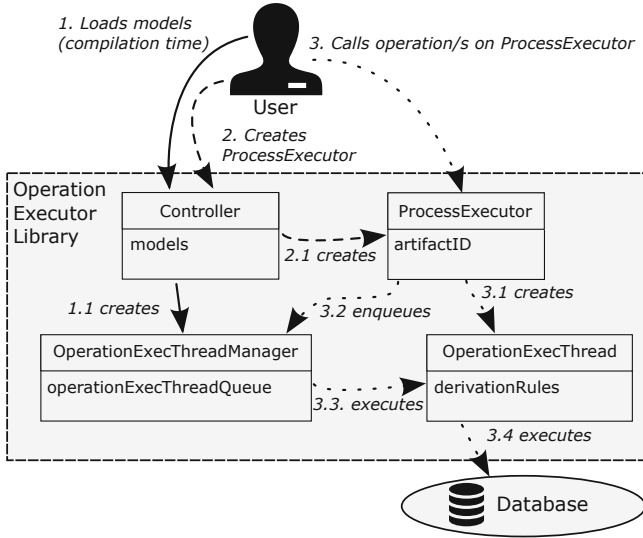 1. Loads models
(compilation time)
3. Calls operation/s on ProcessExecutor
User
2. Creates
ProcessExecutor
Operation
Executor
Library
Controller
models
ProcessExecutor
artifactID
2.1 creates
1.1 creates
3.2 enqueues
3.1 creates
OperationExecThreadManager
operationExecThreadQueue
OperationExecThread
derivationRules
3.3. executes
3.4 executes
Database